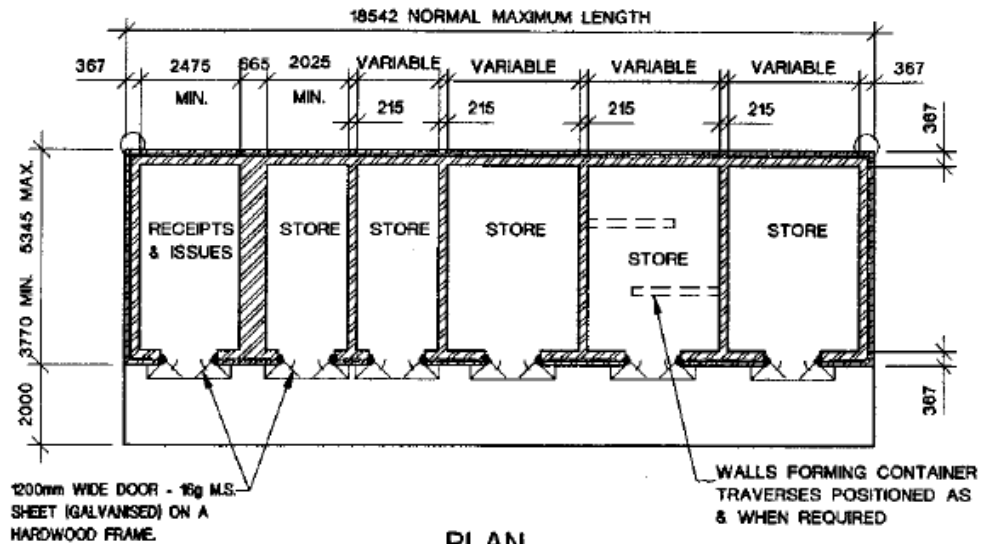 18542 NORMAL MAXIMUM LENGTH
367 2475 665 2025 VARIABLE VARIABLE VARIABLE VARIABLE 367
MIN. MIN.
215 215 215 215
367
3770 MIN. 5345 MAX.
RECEIPTS
& ISSUES
STORE
STORE
STORE
STORE
STORE
2000
367
1200mm WIDE DOOR - 16g M.S.
SHEET (GALVANISED) ON A
HARDWOOD FRAME.
WALLS FORMING CONTAINER
TRAVERSES POSITIONED AS
& WHEN REQUIRED
PLAN